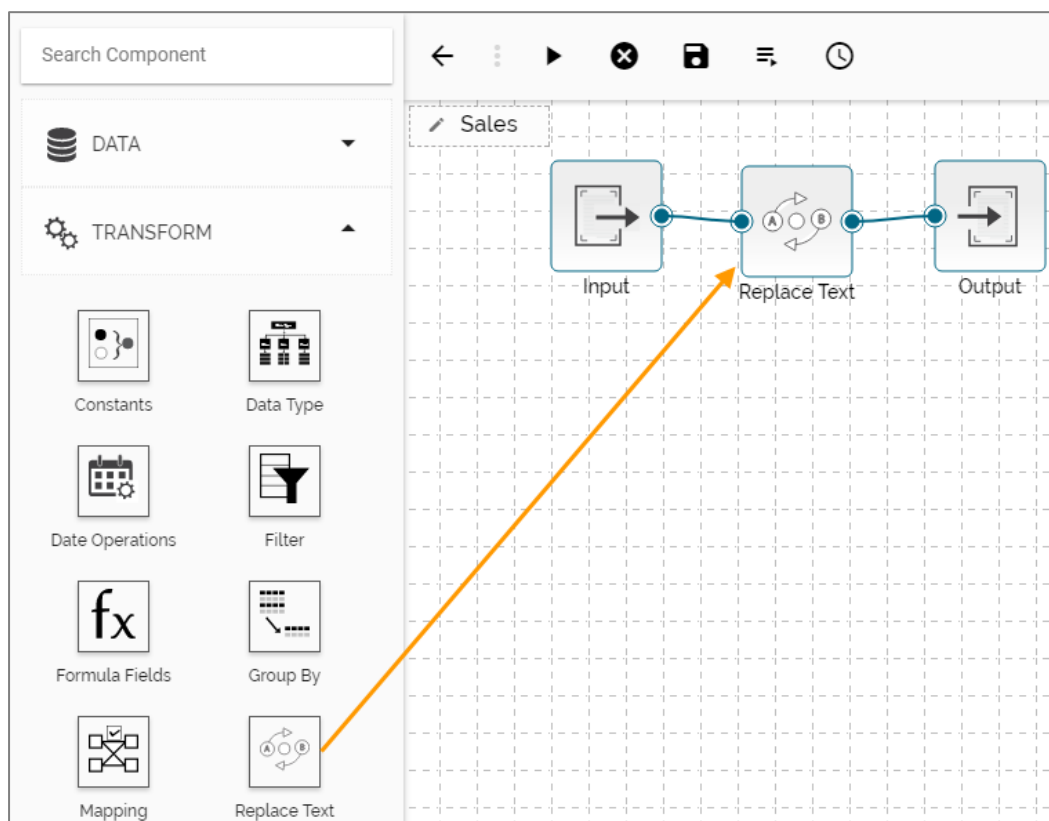 Search Component
DATA
TRANSFORM
Constants
Data Type
Date Operations
Filter
fx
Formula Fields
Group By
Mapping
A B
Replace Text
Sales
Input
A B
Replace Text
Output